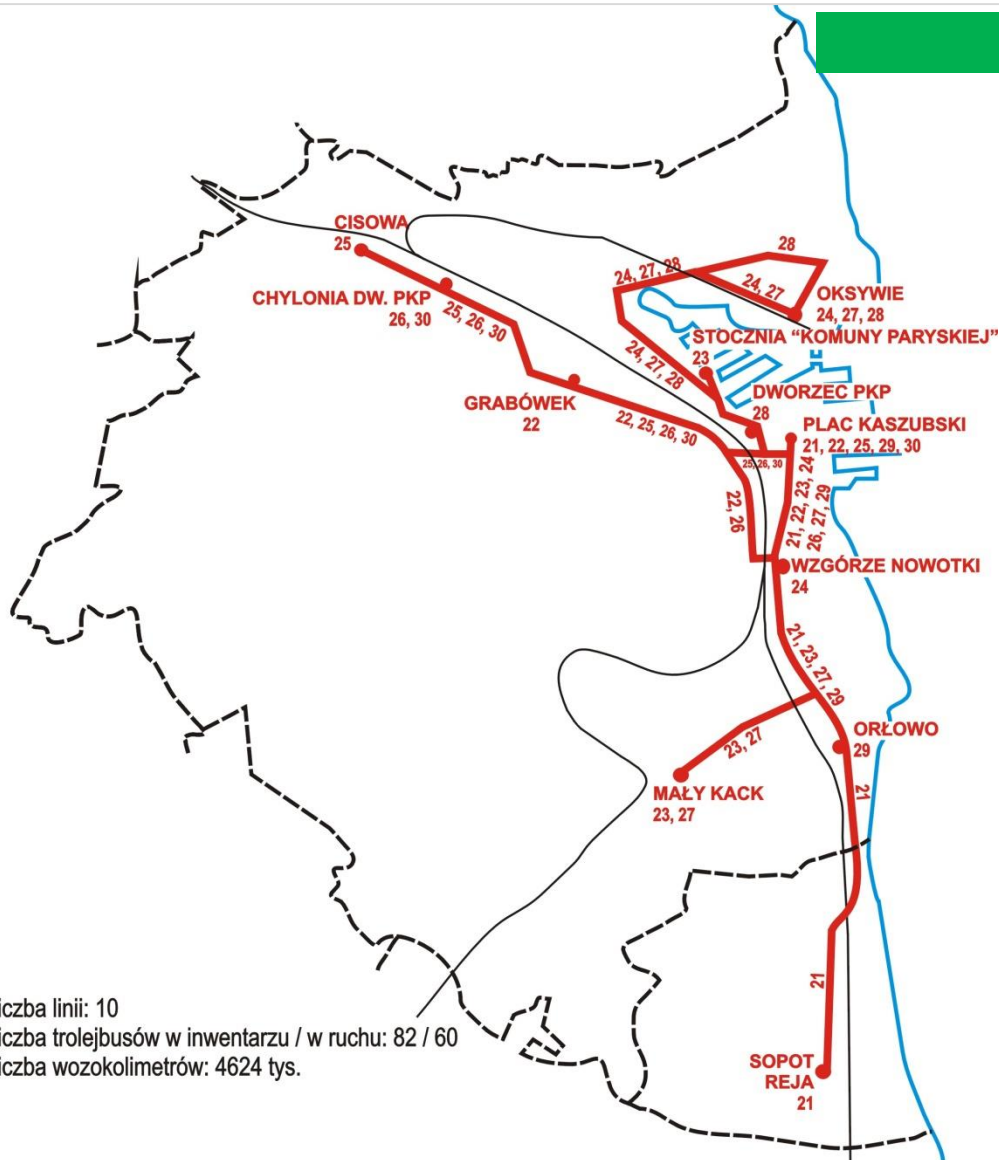 CISOWA
25
28
24, 27, 28
24, 27
OKSYWIE
24, 27, 28
CHYLONIA DW. PKP
26, 30
25, 26, 30
STOCZNIA “KOMUNY PARYSKIEJ”
23
24, 27, 28
DWORZEC PKP
28
GRABÓWEK
22
22, 25, 26, 30
PLAC KASZUBSKI
21, 22, 25, 29, 30
25, 26, 30
22, 26
21, 22, 23, 24
26, 27, 29
WZGÓRZE NOWOTKI
24
21, 23, 27, 29
ORŁOWO
29
23, 27
MAŁY KACK
23, 27
21
21
iczba linii: 10
iczba trolejbusów w inwentarzu / w ruchu: 82 / 60
iczba wozokolimetrów: 4624 tys.
SOPOT
REJA
21